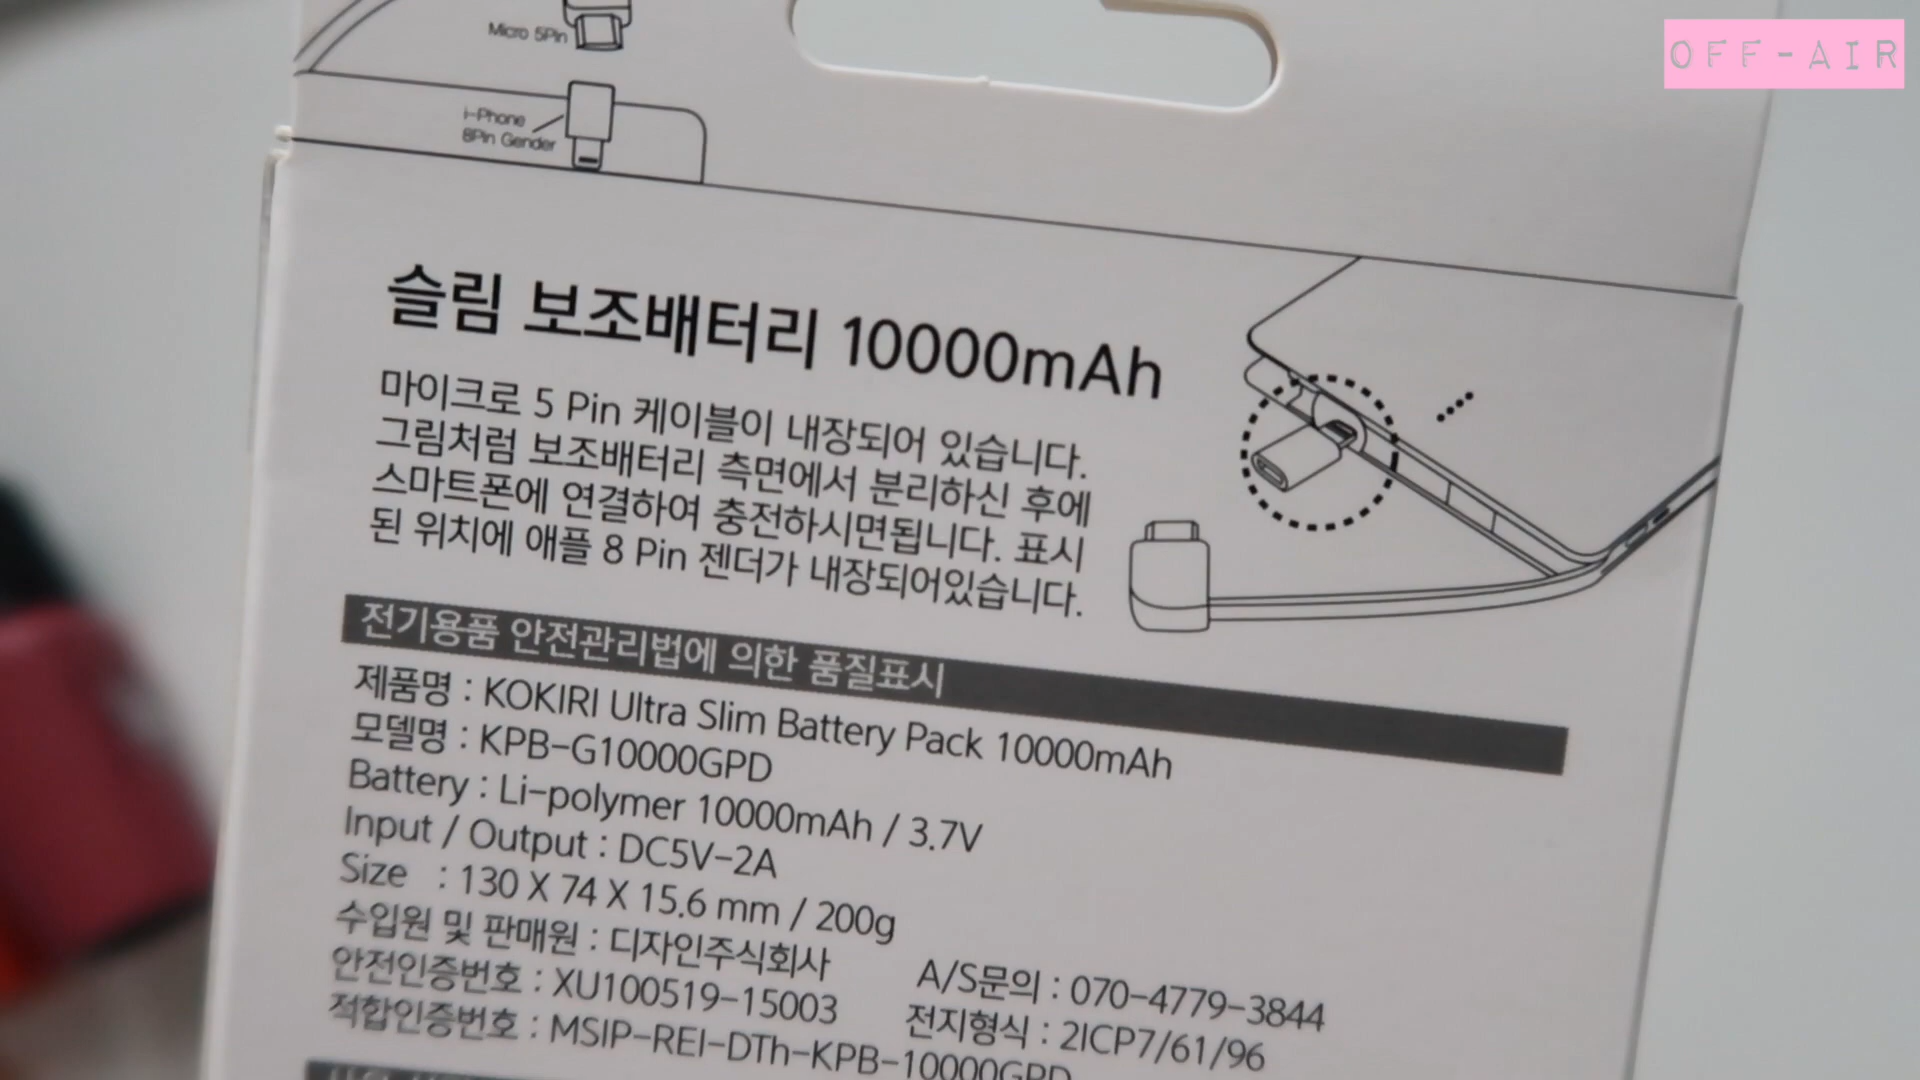 OFF-AIR
Micro 5Pin
i-Phone
8Pin Gender
슬림 보조배터리 10000mAh
마이크로 5 Pin 케이블이 내장되어 있습니다.
그림처럼 보조배터리 측면에서 분리하신 후에
스마트폰에 연결하여 충전하시면됩니다. 표시
된 위치에 애플 8 Pin 젠더가 내장되어있습니다.
전기용품 안전관리법에 의한 품질표시
제품명 : KOKIRI Ultra Slim Battery Pack 10000mAh
모델명 : KPB-G10000GPD
Battery : Li-polymer 10000mAh / 3.7V
Input / Output : DC5V-2A
Size : 130 X 74 X 15.6 mm / 200g
수입원 및 판매원 : 디자인주식회사 A/S문의 : 070-4779-3844
안전인증번호 : XU100519-15003 전지형식 : 2ICP7/61/96
적합인증번호 : MSIP-REI-DTh-KPB-10000GPD